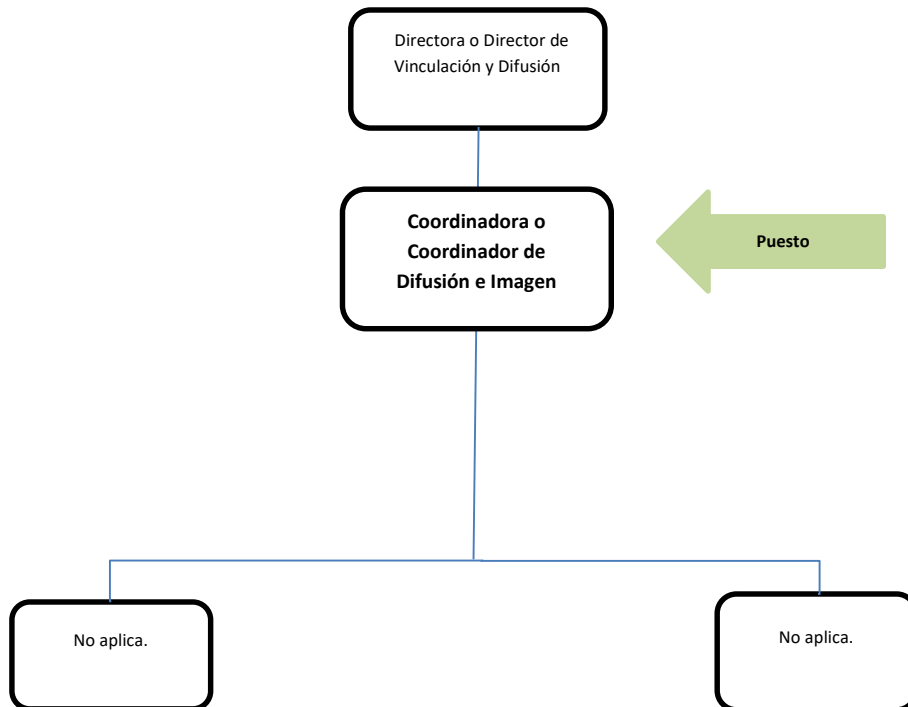 Directora o Director de
Vinculación y Difusión
Coordinadora o
Coordinador de
Difusión e Imagen
Puesto
No aplica.
No aplica.